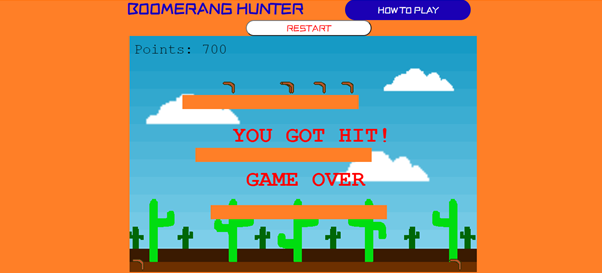 BOOMERANG HUNTER
HOW TO PLAY
RESTART
Points: 700
YOU GOT HIT!
GAME OVER